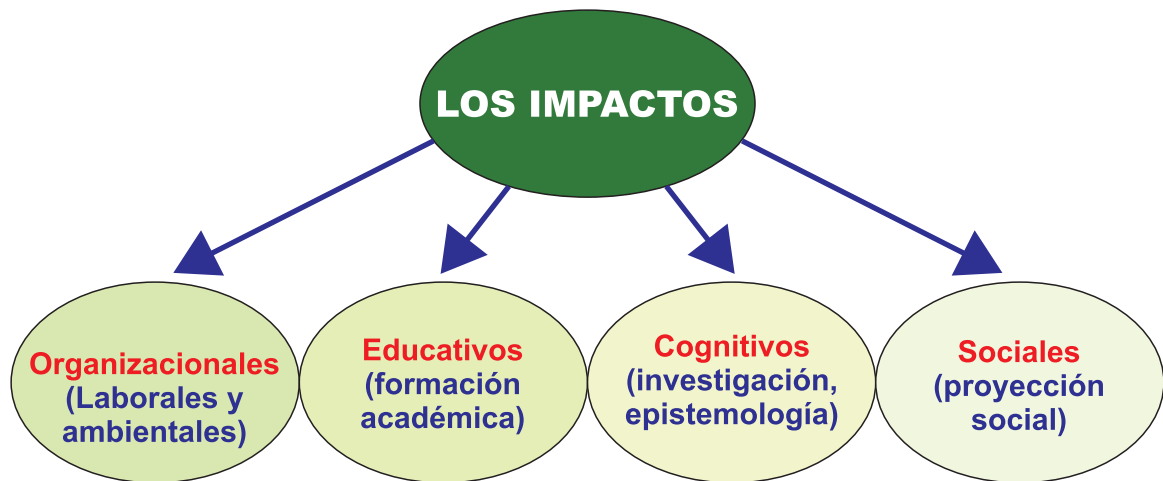 LOS IMPACTOS
Organizacionales
(Laborales y
ambientales)
Educativos
(formación
académica)
Cognitivos
(investigación,
epistemología)
Sociales
(proyección
social)